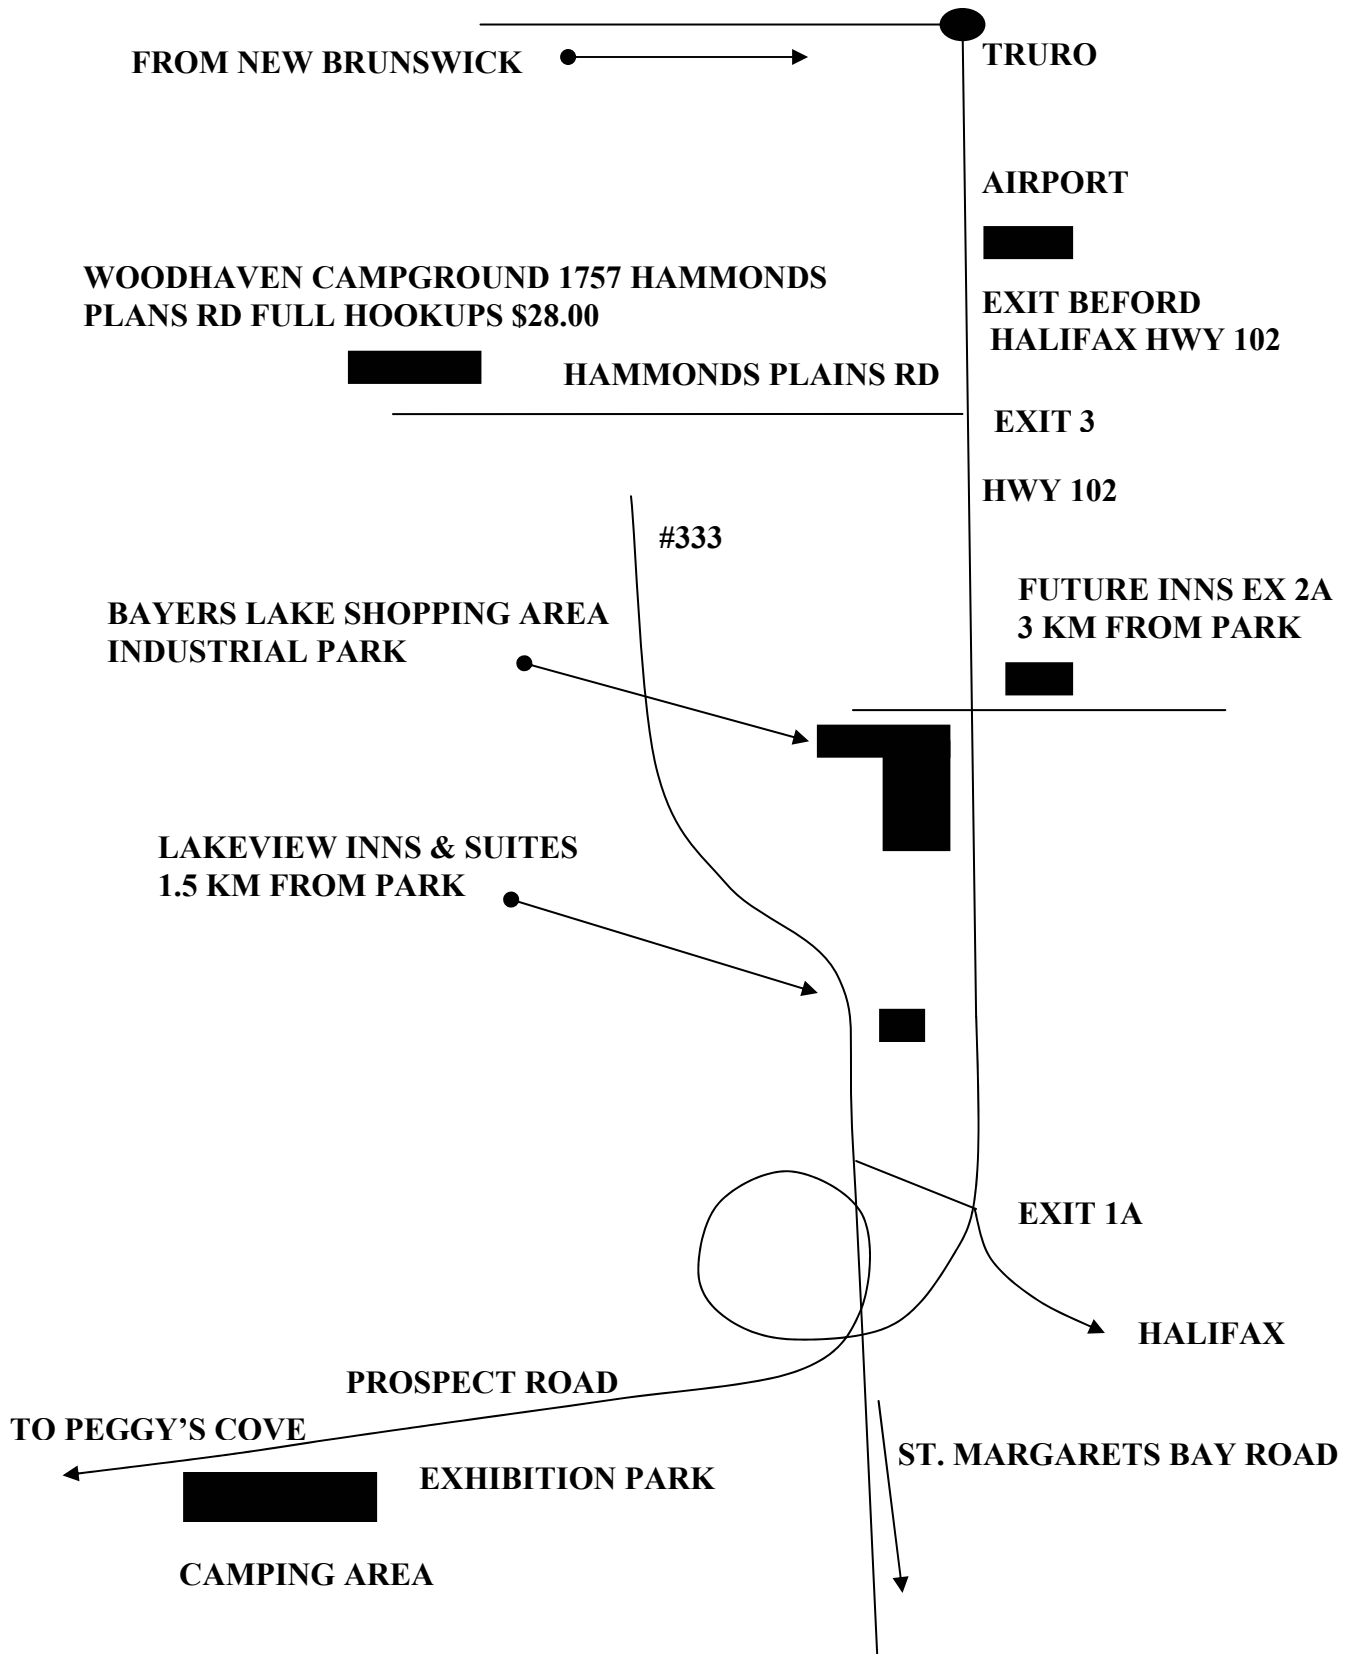 FROM NEW BRUNSWICK
TRURO
AIRPORT
WOODHAVEN CAMPGROUND 1757 HAMMONDS
PLANS RD FULL HOOKUPS $28.00
EXIT BEFORD
HALIFAX HWY 102
HAMMONDS PLAINS RD
EXIT 3
HWY 102
#333
FUTURE INNS EX 2A
3 KM FROM PARK
BAYERS LAKE SHOPPING AREA
INDUSTRIAL PARK
LAKEVIEW INNS & SUITES
1.5 KM FROM PARK
EXIT 1A
HALIFAX
PROSPECT ROAD
TO PEGGY’S COVE
ST. MARGARETS BAY ROAD
EXHIBITION PARK
CAMPING AREA